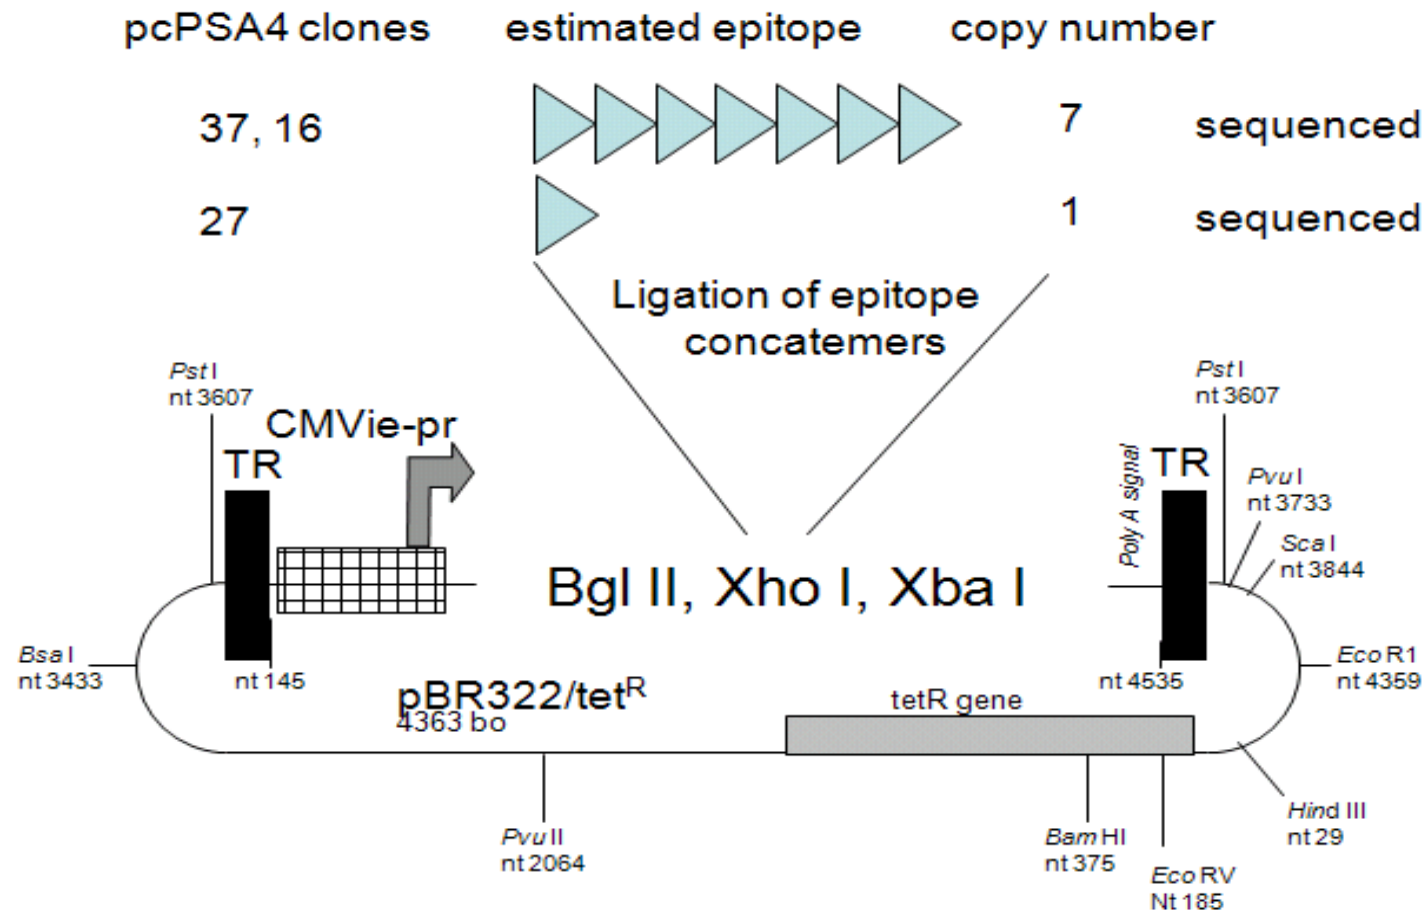 pcPSA4 clones estimated epitope copy number
37, 16 7 sequenced
27 1 sequenced
Ligation of epitope
concatemers
Pst I
nt 3607
CMVie-pr
TR
Poly A signal
TR
Pst I
nt 3607
Pvu I
nt 3733
Sca I
nt 3844
Bgl II, Xho I, Xba I
Bsa I
nt 3433
nt 145
nt 4535
Eco R1
nt 4359
pBR322/tetR
4363 bo
tetR gene
Pvu II
nt 2064
Bam HI
nt 375
Eco RV
Nt 185
Hind III
nt 29